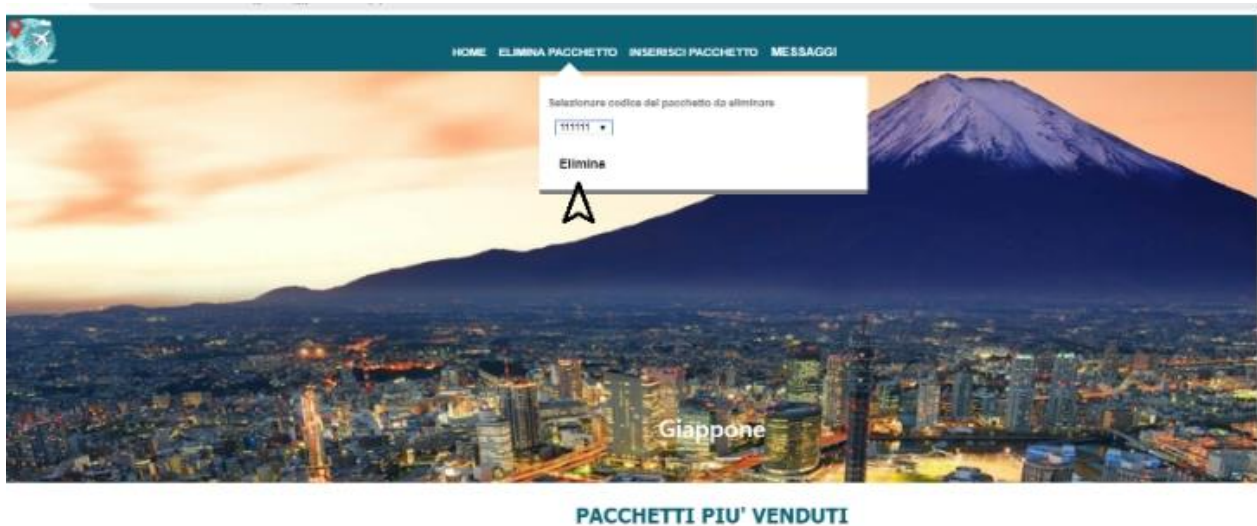 HOME ELIMINA PACCHETTO INSERISCI PACCHETTO MESSAGGI
Selezionare codice del pacchetto da eliminare
111111
Elimina
Giappone
PACCHETTI PIU' VENDUTI